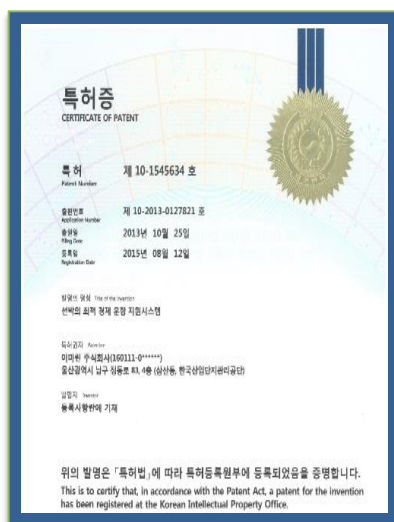 특허증
CERTIFICATE OF PATENT
특 허 제 10-1545634 호
Patent Number
출원번호 제 10-2013-0127821 호
Application Number
출원일 2013년 10월 25일
Filing Date
등록일 2015년 08월 12일
Registration Date
발명의 명칭 Title of the Invention
선박의 최적 경제 운항 지원시스템
특허권자 Patentee
이마린 주식회사(160111-0******)
울산광역시 남구 정동로 83, 4층 (삼산동, 한국산업단지관리공단)
발명자 Inventor
등록사항란에 기재
위의 발명은 「특허법」에 따라 특허등록원부에 등록되었음을 증명합니다.
This is to certify that, in accordance with the Patent Act, a patent for the invention
has been registered at the Korean Intellectual Property Office.